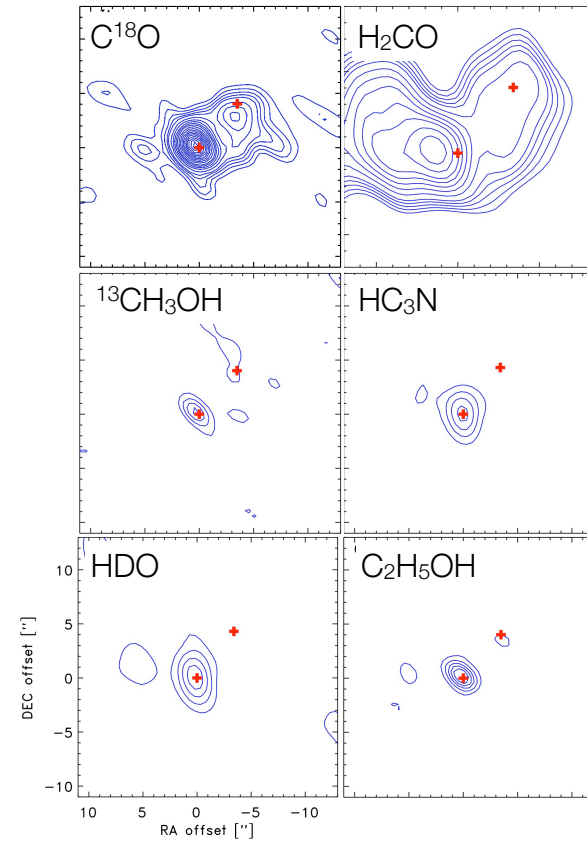 C¹⁸O
H₂CO
¹³CH₃OH
HC₃N
HDO
C₂H₅OH
10
5
0
−5
−10
DEC offset ["]
10 5 0 −5 −10
RA offset ["]